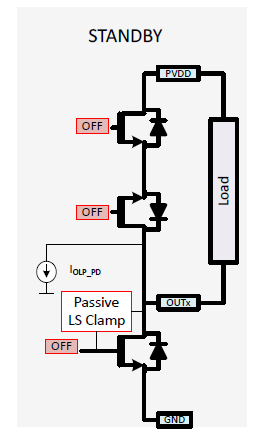 STANDBY
PVDD
OFF
OFF
Load
IOLP_PD
Passive
LS Clamp
OUTx
OFF
GND